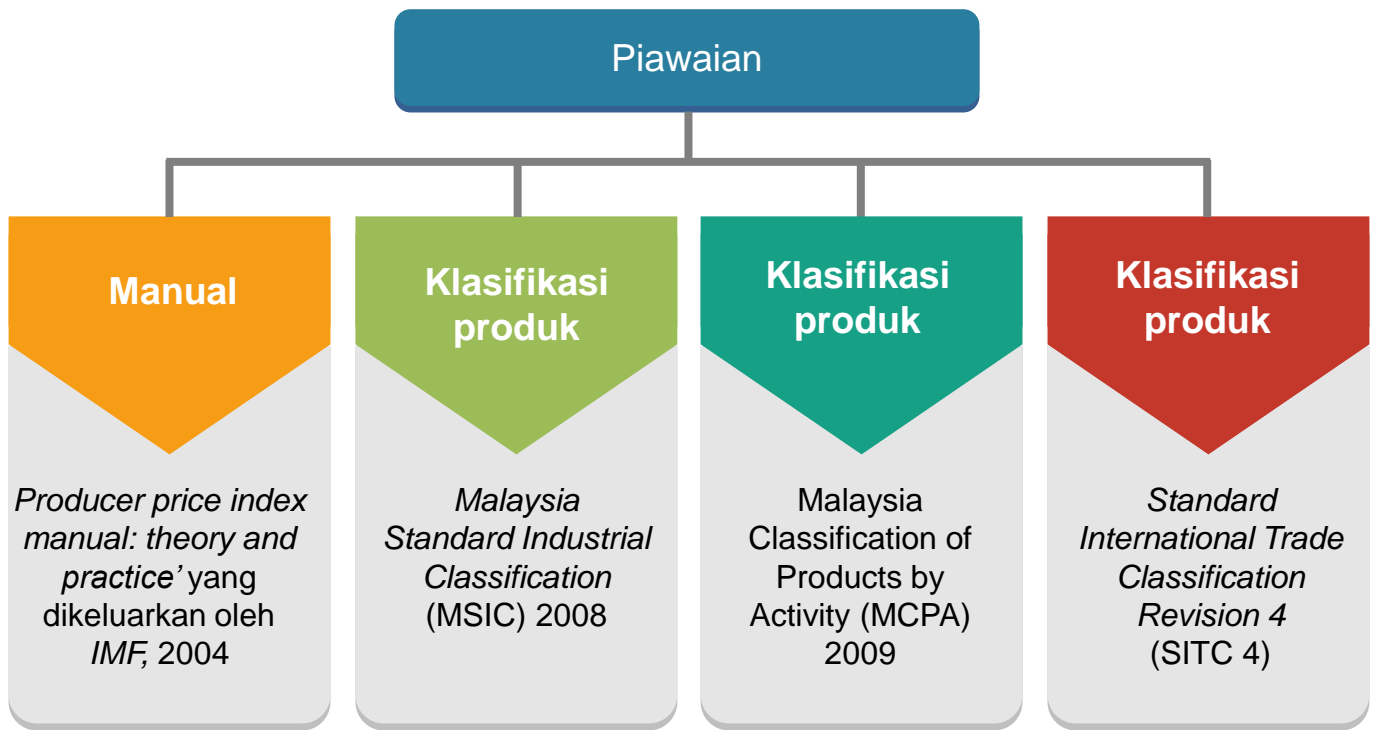 Piawaian
Manual
Producer price index
manual: theory and
practice’ yang
dikeluarkan oleh
IMF, 2004
Klasifikasi
produk
Malaysia
Standard Industrial
Classification
(MSIC) 2008
Klasifikasi
produk
Malaysia
Classification of
Products by
Activity (MCPA)
2009
Klasifikasi
produk
Standard
International Trade
Classification
Revision 4
(SITC 4)